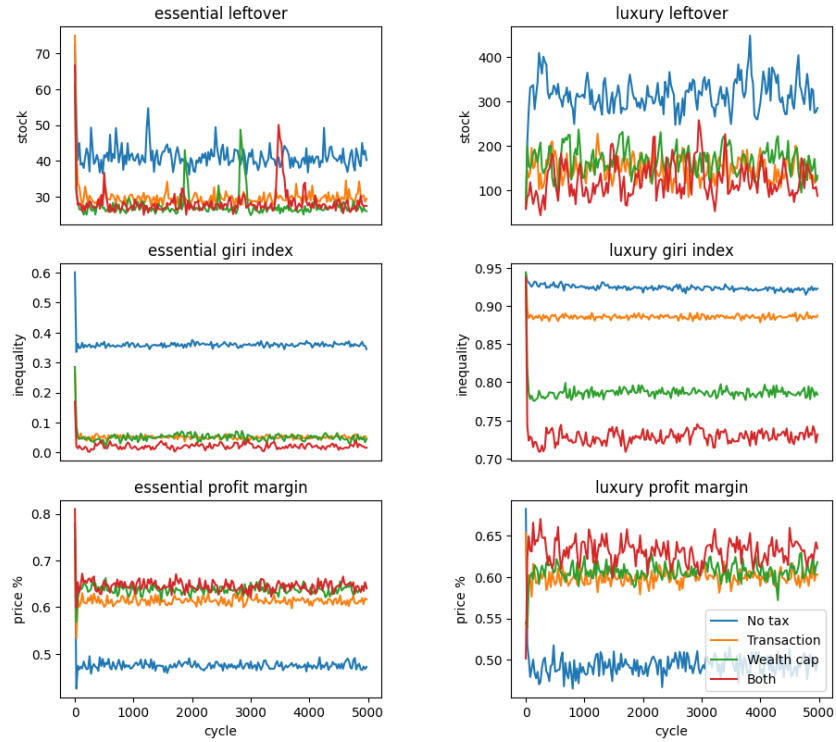 essential leftover
stock
70
60
50
40
30
luxury leftover
stock
400
300
200
100
essential giri index
inequality
0.6
0.5
0.4
0.3
0.2
0.1
0.0
luxury giri index
inequality
0.95
0.90
0.85
0.80
0.75
0.70
essential profit margin
price %
0.8
0.7
0.6
0.5
0 1000 2000 3000 4000 5000
cycle
luxury profit margin
price %
0.65
0.60
0.55
0.50
No tax
Transaction
Wealth cap
Both
0 1000 2000 3000 4000 5000
cycle